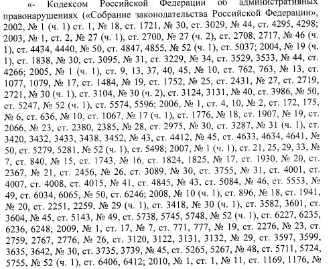 «- Кодексом Российской Федерации об административных
правонарушениях («Собрание законодательства Российской Федерации»,
2002, № 1 (ч. 1), ст. 1, № 18, ст. 1721, № 30, ст. 3029, № 44, ст. 4295, 4298;
2003, № 1, ст. 2, № 27 (ч. 1), ст. 2700, № 27 (ч. 2), ст. 2708, 2717, № 46 (ч.
1), ст. 4434, 4440, № 50, ст. 4847, 4855, № 52 (ч. 1), ст. 5037; 2004, № 19 (ч.
1), ст. 1838, № 30, ст. 3095, № 31, ст. 3229, № 34, ст. 3529, 3533, № 44, ст.
4266; 2005, № 1 (ч. 1), ст. 9, 13, 37, 40, 45, № 10, ст. 762, 763, № 13, ст.
1077, 1079, № 17, ст. 1484, № 19, ст. 1752, № 25, ст. 2431, № 27, ст. 2719,
2721, № 30 (ч. 1), ст. 3104, № 30 (ч. 2), ст. 3124, 3131, № 40, ст. 3986, № 50,
ст. 5247, № 52 (ч. 1), ст. 5574, 5596; 2006, № 1, ст. 4, 10, № 2, ст. 172, 175,
№ 6, ст. 636, № 10, ст. 1067, № 17 (ч. 1), ст. 1776, № 18, ст. 1907, № 19, ст.
2066, № 23, ст. 2380, 2385, № 28, ст. 2975, № 30, ст. 3287, № 31 (ч. 1), ст.
3420, 3432, 3433, 3438, 3452, № 43, ст. 4412, № 45, ст. 4633, 4634, 4641, №
50, ст. 5279, 5281, № 52 (ч. 1), ст. 5498; 2007, № 1 (ч. 1), ст. 21, 25, 29, 33, №
7, ст. 840, № 15, ст. 1743, № 16, ст. 1824, 1825, № 17, ст. 1930, № 20, ст.
2367, № 21, ст. 2456, № 26, ст. 3089, № 30, ст. 3755, № 31, ст. 4001, ст.
4007, ст. 4008, ст. 4015, № 41, ст. 4845, № 43, ст. 5084, № 46, ст. 5553, №
49, ст. 6034, 6065, № 50, ст. 6246; 2008, № 10 (ч. 1), ст. 896, № 18, ст. 1941,
№ 20, ст. 2251, 2259, № 29 (ч. 1), ст. 3418, № 30 (ч. 1), ст. 3582, 3601, ст.
3604, № 45, ст. 5143, № 49, ст. 5738, 5745, 5748, № 52 (ч. 1), ст. 6227, 6235,
6236, 6248; 2009, № 1, ст. 17, № 7, ст. 771, 777, № 19, ст. 2276, № 23, ст.
2759, 2767, 2776, № 26, ст. 3120, 3122, 3131, 3132, № 29, ст. 3597, 3599,
3635, 3642, № 30, ст. 3735, 3739, № 45, ст. 5265, 5267, № 48, ст. 5711, 5724,
5755, № 52 (ч. 1), ст. 6406, 6412; 2010, № 1, ст. 1, № 11, ст. 1169, 1176, №